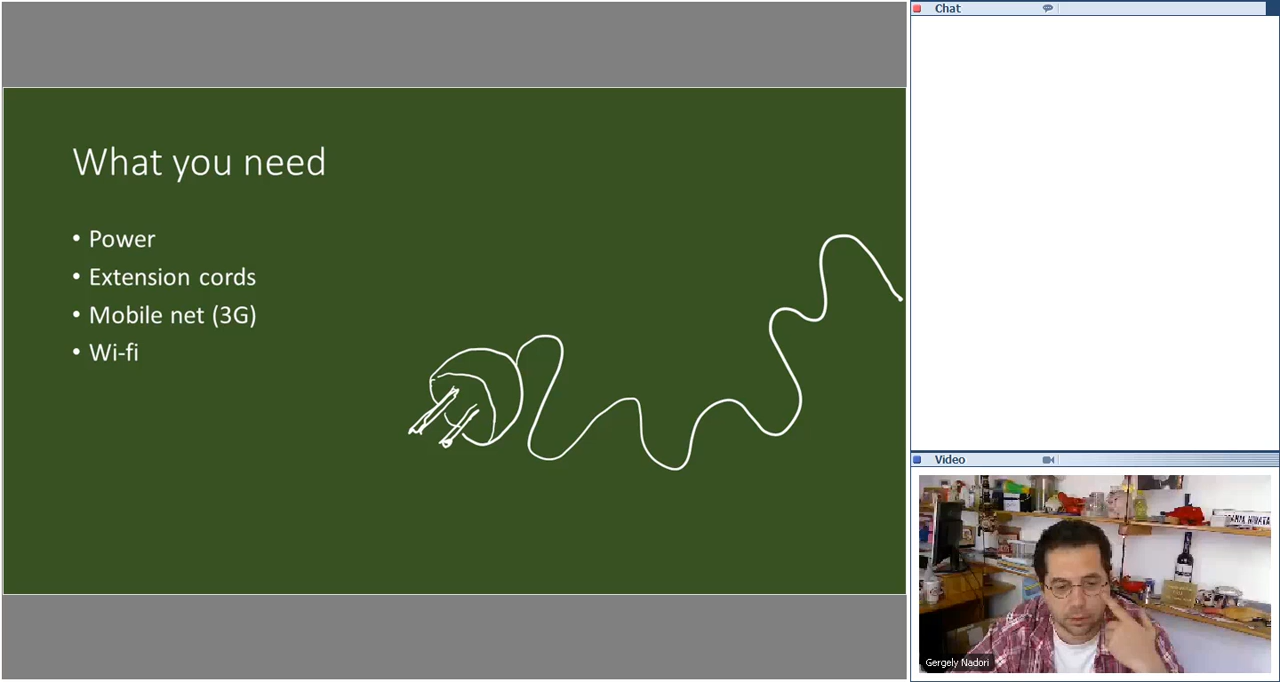 Chat
What you need
• Power
• Extension cords
• Mobile net (3G)
• Wi-fi
Video
Gergely Nadori